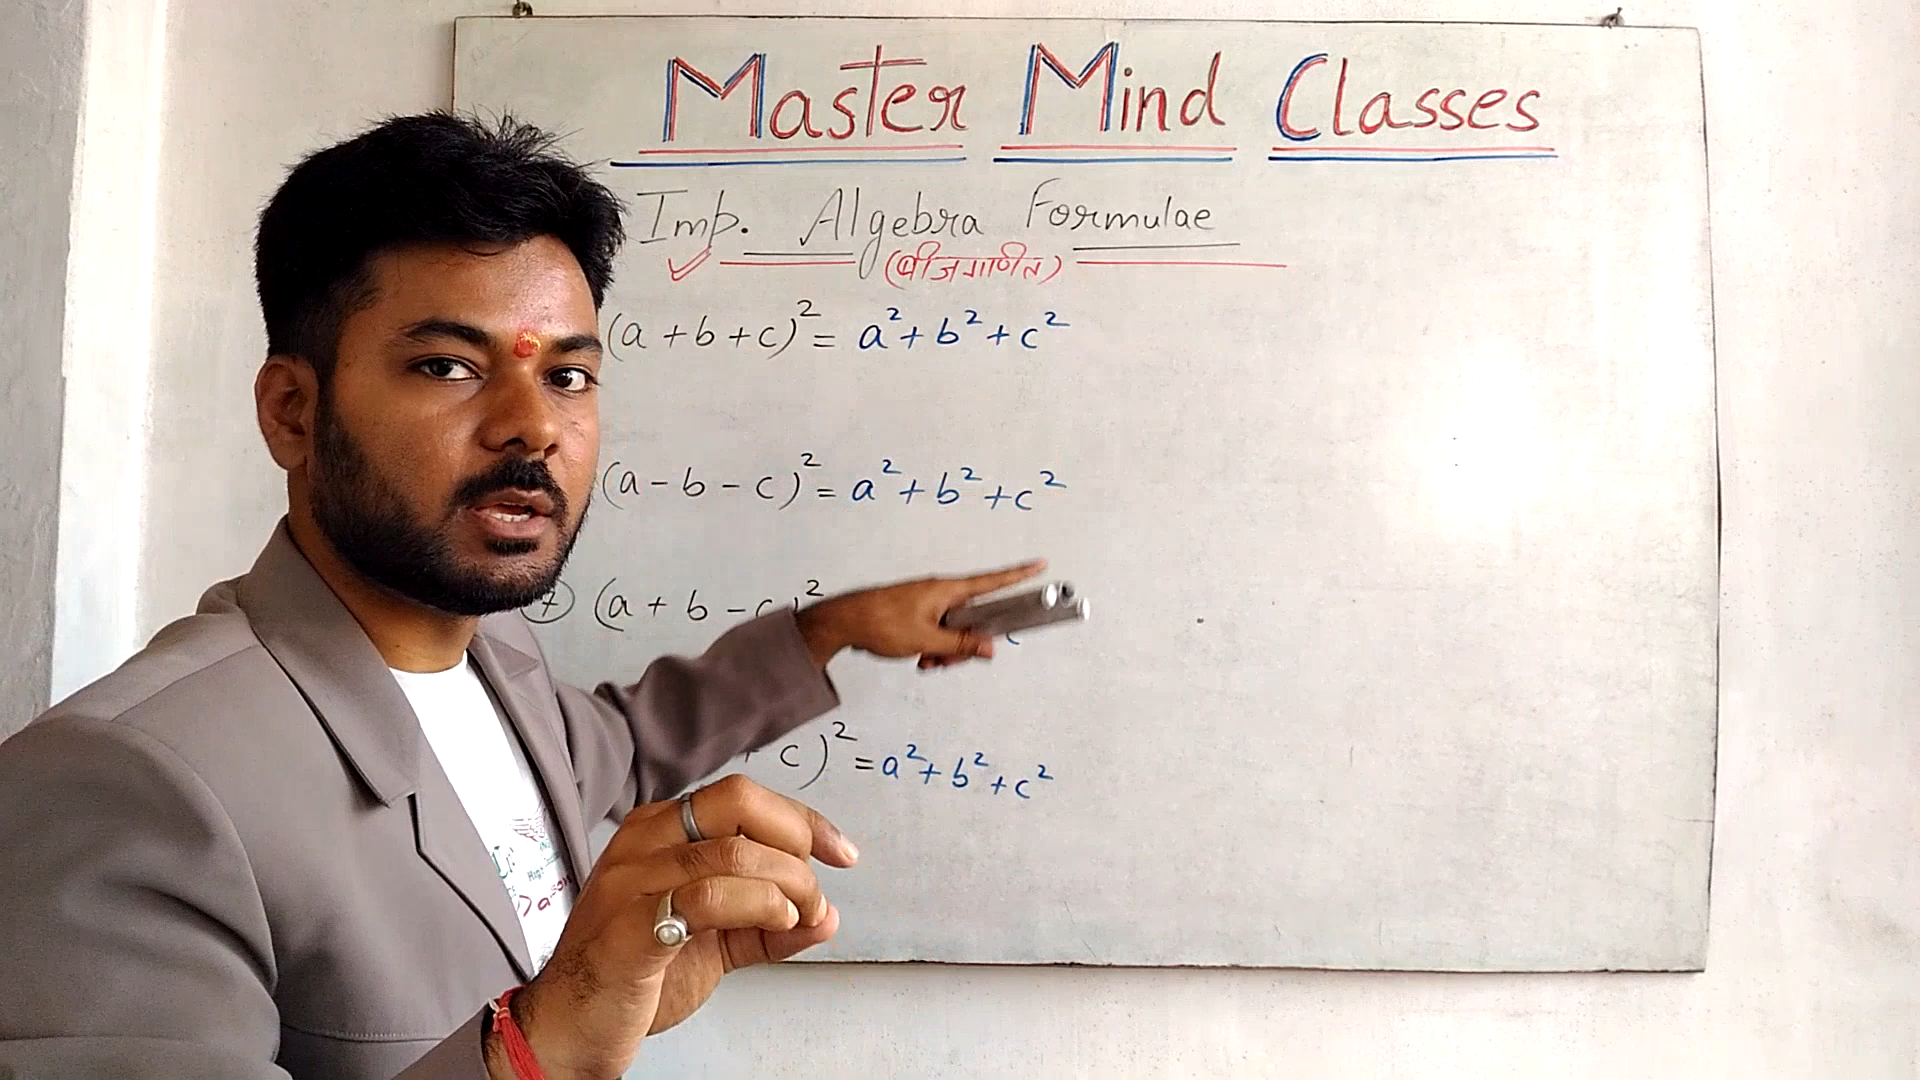 Master Mind Classes
Imp. Algebra Formulae
(बीजगणित)
(a + b + c)² = a² + b² + c²
(a - b - c)² = a² + b² + c²
7 (a + b - c)²
c)² = a² + b² + c²